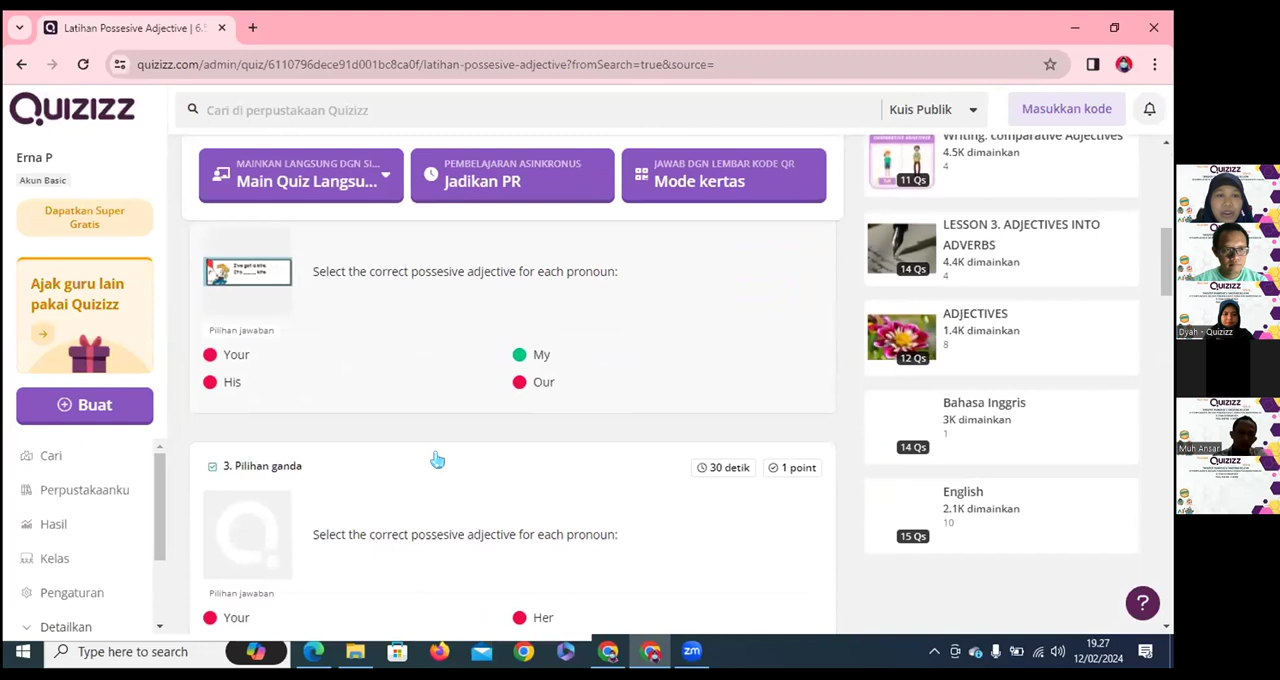 Latihan Possesive Adjective | 6.5
quizizz.com/admin/quiz/6110796dece91d001bc8ca0f/latihan-possesive-adjective?fromSearch=true&source=
QUIZIZZ
Cari di perpustakaan Quizizz
Kuis Publik
Masukkan kode
Erna P
Akun Basic
Dapatkan Super
Gratis
Ajak guru lain
pakai Quizizz
Buat
Cari
Perpustakaanku
Hasil
Kelas
Pengaturan
Detailkan
MAINKAN LANGSUNG DGN SI...
Main Quiz Langsu...
PEMBELAJARAN ASINKRONUS
Jadikan PR
JAWAB DGN LEMBAR KODE QR
Mode kertas
Select the correct possesive adjective for each pronoun:
Pilihan jawaban
Your
My
His
Our
3. Pilihan ganda
30 detik
1 point
Select the correct possesive adjective for each pronoun:
Pilihan jawaban
Your
Her
Writing: comparative Adjectives
4.5K dimainkan
4
11 Qs
LESSON 3. ADJECTIVES INTO
ADVERBS
4.4K dimainkan
4
14 Qs
ADJECTIVES
1.4K dimainkan
8
12 Qs
Bahasa Inggris
3K dimainkan
1
14 Qs
English
2.1K dimainkan
10
15 Qs
?
QUIZIZZ
QUIZIZZ
Dyah - Quizizz
QUIZIZZ
Muh Ansar
QUIZIZZ
Type here to search
zm
19.27
12/02/2024